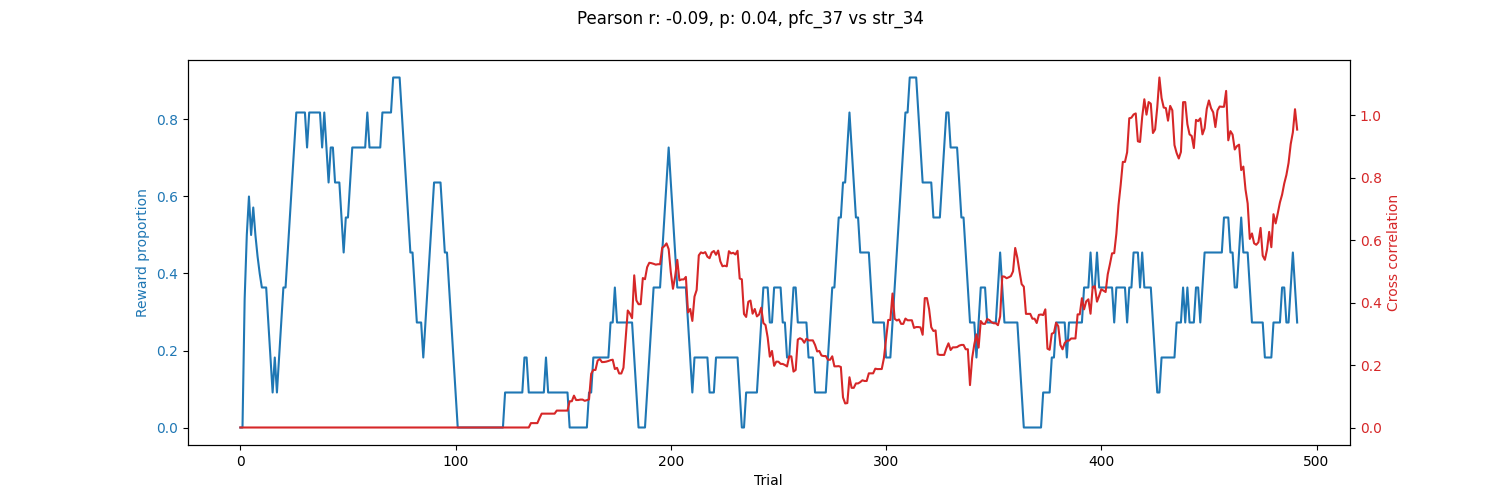 Pearson r: -0.09, p: 0.04, pfc_37 vs str_34
0.8
0.6
0.4
0.2
0.0
Reward proportion
1.0
0.8
0.6
0.4
0.2
0.0
Cross correlation
0 100 200 300 400 500
Trial